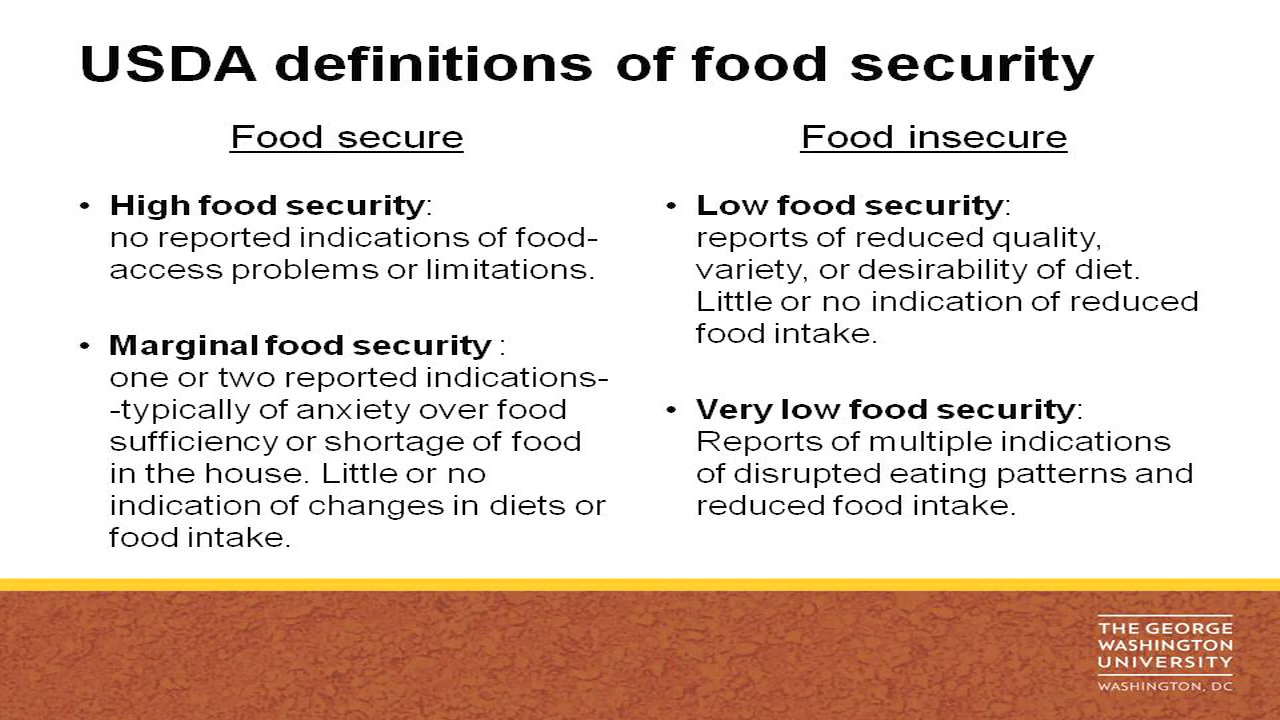 USDA definitions of food security
Food secure
• High food security:
no reported indications of food-
access problems or limitations.
• Marginal food security :
one or two reported indications-
-typically of anxiety over food
sufficiency or shortage of food
in the house. Little or no
indication of changes in diets or
food intake.
Food insecure
• Low food security:
reports of reduced quality,
variety, or desirability of diet.
Little or no indication of reduced
food intake.
• Very low food security:
Reports of multiple indications
of disrupted eating patterns and
reduced food intake.
THE GEORGE
WASHINGTON
UNIVERSITY
WASHINGTON, DC